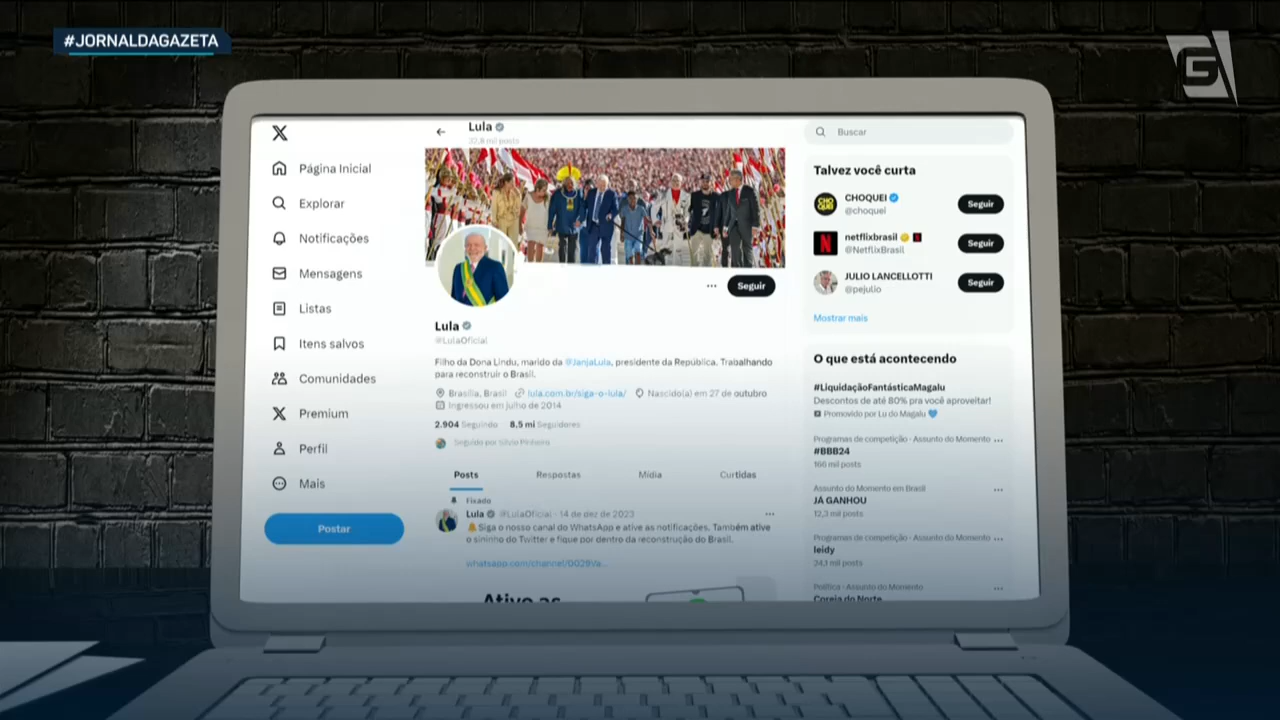 #JORNALDAGAZETA
G
Página Inicial
Explorar
Notificações
Mensagens
Listas
Itens salvos
Comunidades
Premium
Perfil
Mais
Postar
Lula
37,8 mil posts
Seguir
Lula
@LulaOficial
Filho da Dona Lindu, marido da @JanjaLula, presidente da República. Trabalhando
para reconstruir o Brasil.
Brasília, Brasil lula.com.br/siga-o-lula/ Nascido(a) em 27 de outubro
Ingressou em julho de 2014
2.904 Seguindo 8,5 mi Seguidores
Seguido por Silvio Pinheiro
Posts Respostas Mídia Curtidas
Fixado
Lula @LulaOficial · 14 de dez de 2023
Siga o nosso canal do WhatsApp e ative as notificações. Também ative
o sininho do Twitter e fique por dentro da reconstrução do Brasil.
whatsapp.com/channel/0029Va...
Ative as
Buscar
Talvez você curta
CHOQUEI
@choquei
Seguir
netflixbrasil
@NetflixBrasil
Seguir
JULIO LANCELLOTTI
@pejulio
Seguir
Mostrar mais
O que está acontecendo
#LiquidaçãoFantásticaMagalu
Descontos de até 80% pra você aproveitar!
Promovido por Lu do Magalu
Programas de competição · Assunto do Momento
#BBB24
166 mil posts
Assunto do Momento em Brasil
JÁ GANHOU
12,3 mil posts
Programas de competição · Assunto do Momento
leidy
34,1 mil posts
Política · Assunto do Momento
Coreia do Norte